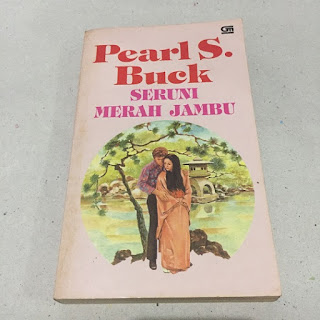 Pearl S.
Buck
SERUNI
MERAH JAMBU